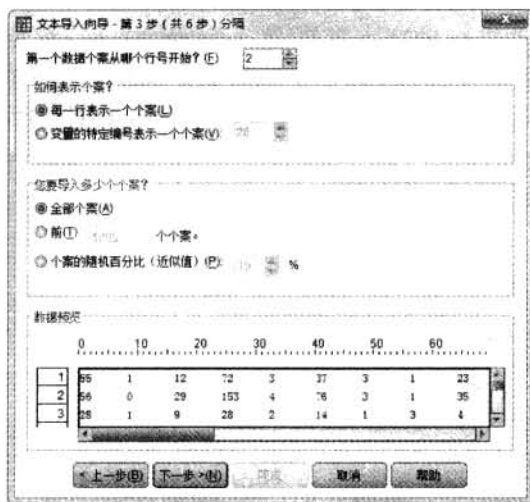 文本导入向导 - 第 3 步（共 6 步）分隔
第一个数据个案从哪个行号开始？(F) 2
如何表示个案？
每一行表示一个个案(L)
变量的特定编号表示一个个案(V):
您要导入多少个个案？
全部个案(A)
前(T) 个个案。
个案的随机百分比（近似值）(P): %
数据预览
0 10 20 30 40 50 60
1 55 1 12 72 3 37 3 1 23
2 56 0 29 153 4 76 3 1 35
3 28 1 9 28 2 14 1 3 4
< 上一步(B) 下一步 >(N) 完成 取消 帮助